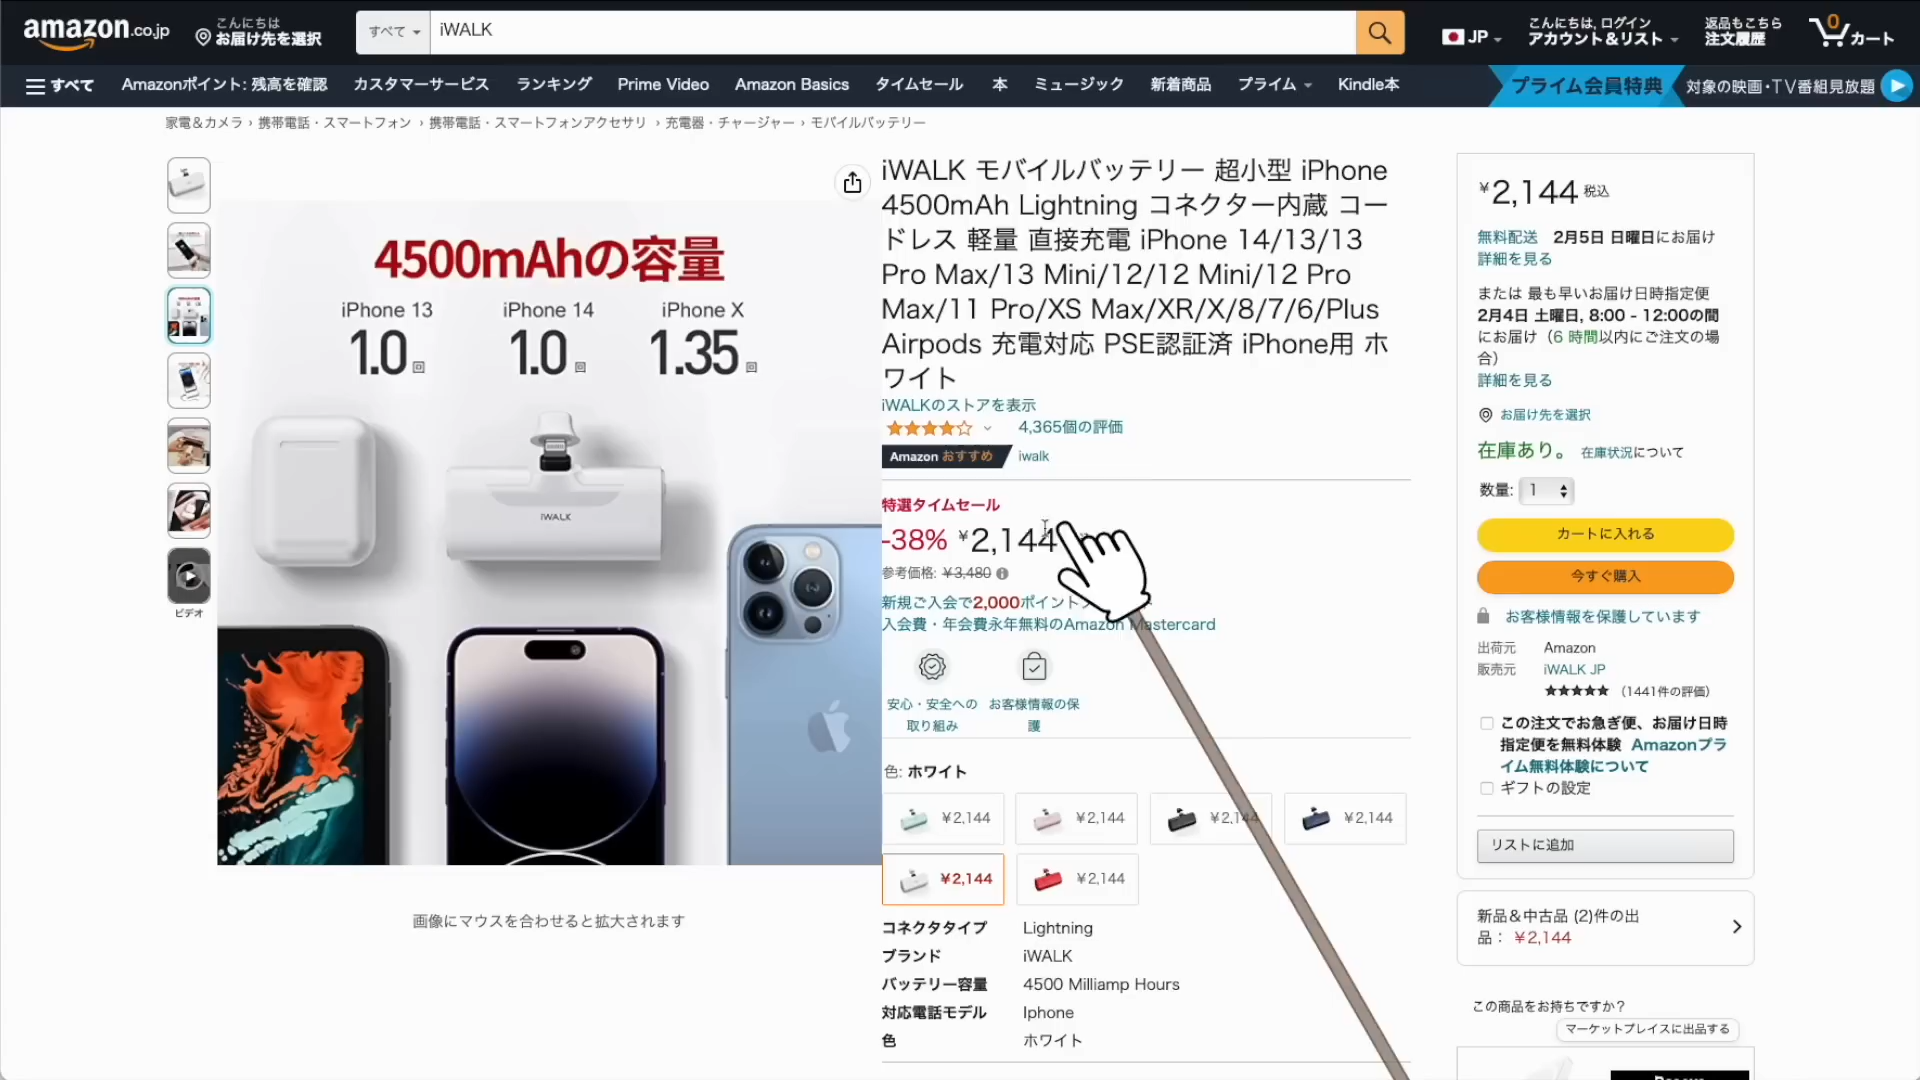 amazon.co.jp
こんにちは
お届け先を選択
すべて
iWALK
JP
こんにちは, ログイン
アカウント＆リスト
返品もこちら
注文履歴
0
カート
すべて
Amazonポイント: 残高を確認
カスタマーサービス
ランキング
Prime Video
Amazon Basics
タイムセール
本
ミュージック
新着商品
プライム
Kindle本
プライム会員特典
対象の映画・TV番組見放題
家電＆カメラ › 携帯電話・スマートフォン › 携帯電話・スマートフォンアクセサリ › 充電器・チャージャー › モバイルバッテリー
ビデオ
4500mAhの容量
iPhone 13
iPhone 14
iPhone X
1.0回
1.0回
1.35回
iWALK
画像にマウスを合わせると拡大されます
iWALK モバイルバッテリー 超小型 iPhone
4500mAh Lightning コネクター内蔵 コー
ドレス 軽量 直接充電 iPhone 14/13/13
Pro Max/13 Mini/12/12 Mini/12 Pro
Max/11 Pro/XS Max/XR/X/8/7/6/Plus
Airpods 充電対応 PSE認証済 iPhone用 ホ
ワイト
iWALKのストアを表示
4,365個の評価
Amazon おすすめ
iwalk
特選タイムセール
-38% ￥2,144
参考価格: ￥3,480
新規ご入会で2,000ポイント
入会費・年会費永年無料のAmazon Mastercard
安心・安全への
取り組み
お客様情報の保
護
色: ホワイト
￥2,144
￥2,144
￥2,144
￥2,144
￥2,144
￥2,144
コネクタタイプ Lightning
ブランド iWALK
バッテリー容量 4500 Milliamp Hours
対応電話モデル Iphone
色 ホワイト
￥2,144 税込
無料配送 2月5日 日曜日にお届け
詳細を見る
または 最も早いお届け日時指定便
2月4日 土曜日, 8:00 - 12:00の間
にお届け（6 時間以内にご注文の場
合）
詳細を見る
お届け先を選択
在庫あり。 在庫状況について
数量: 1
カートに入れる
今すぐ購入
お客様情報を保護しています
出荷元 Amazon
販売元 iWALK JP
★★★★★ （1441件の評価）
この注文でお急ぎ便、お届け日時
指定便を無料体験 Amazonプラ
イム無料体験について
ギフトの設定
リストに追加
新品＆中古品 (2)件の出
品： ￥2,144
この商品をお持ちですか？
マーケットプレイスに出品する